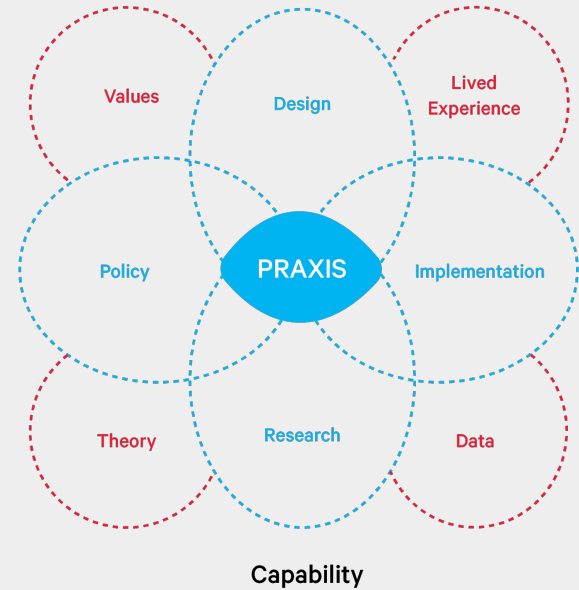 Values
Design
Lived
Experience
Policy
PRAXIS
Implementation
Theory
Research
Data
Capability